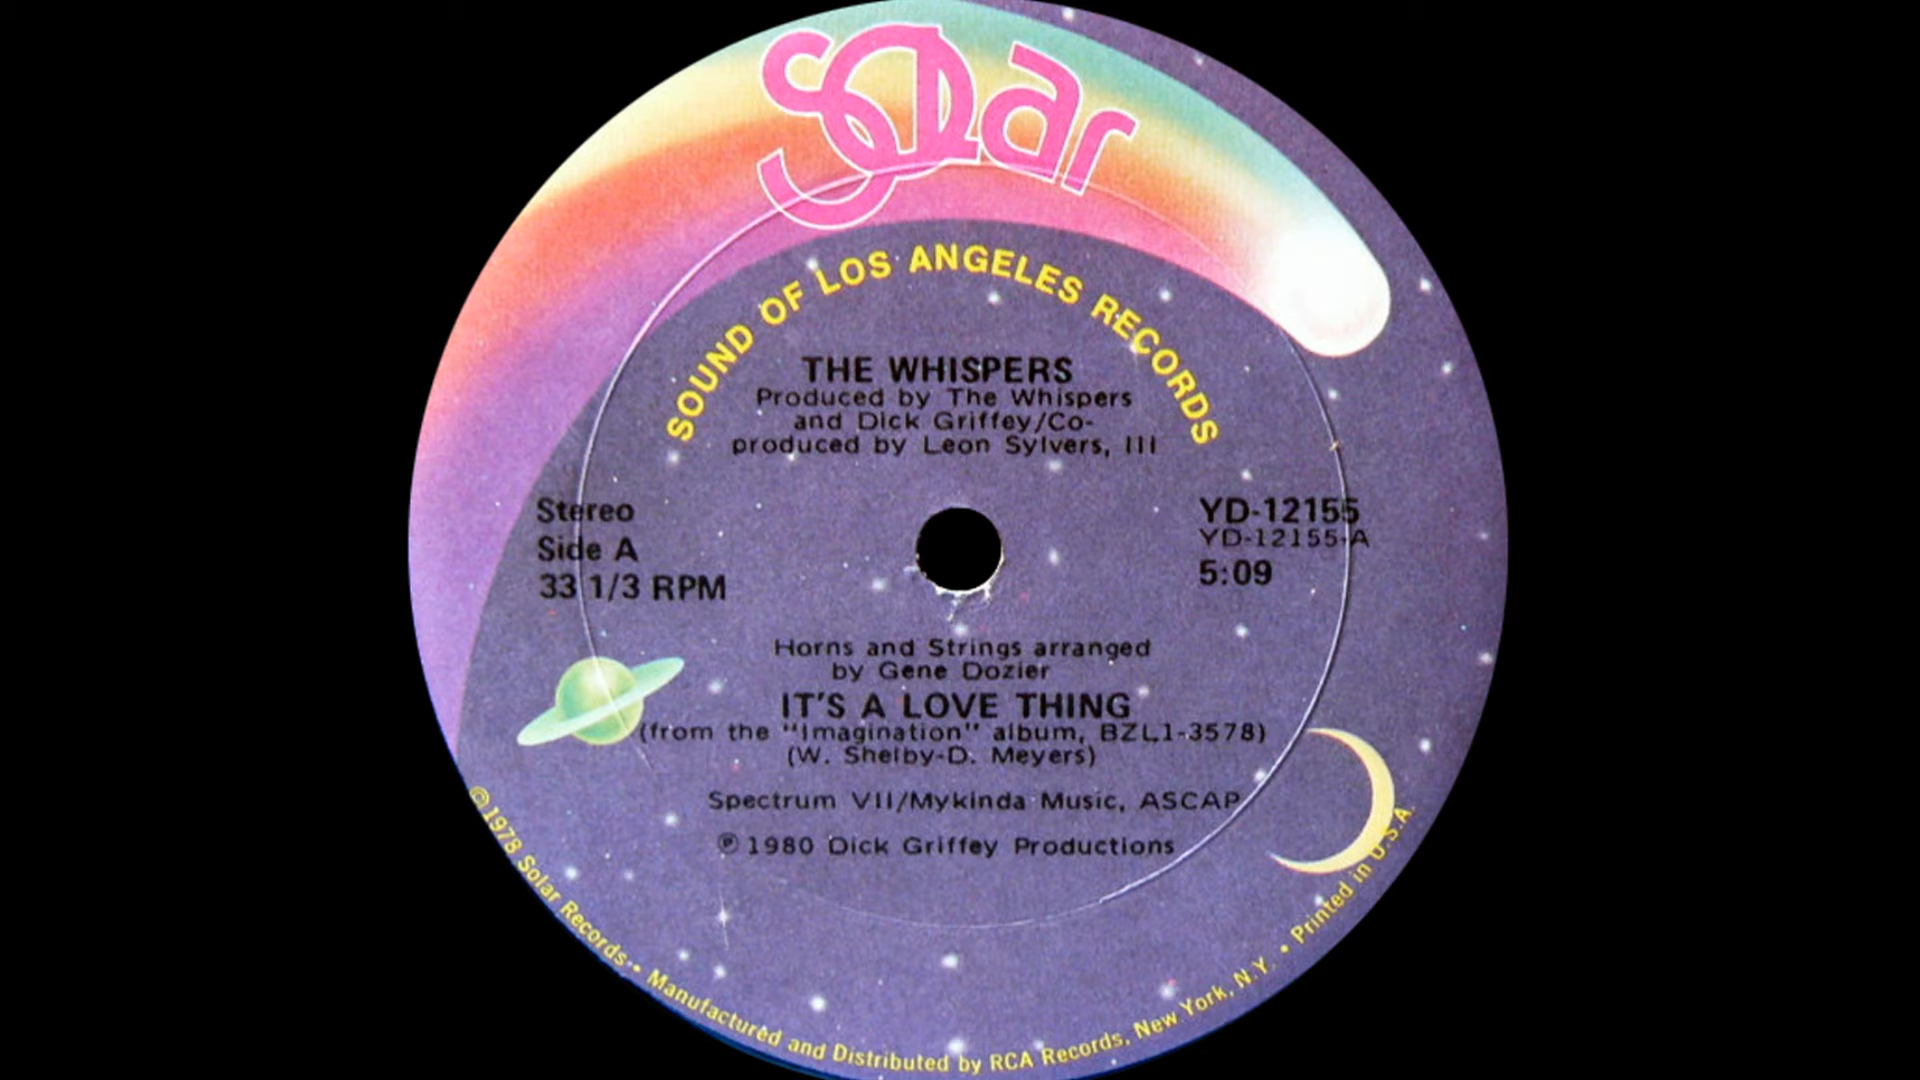 SOLAR
SOUND OF LOS ANGELES RECORDS
THE WHISPERS
Produced by The Whispers
and Dick Griffey/Co-
produced by Leon Sylvers, III
Stereo
Side A
33 1/3 RPM
YD-12155
YD-12155-A
5:09
Horns and Strings arranged
by Gene Dozier
IT'S A LOVE THING
(from the "Imagination" album, BZL1-3578)
(W. Shelby-D. Meyers)
Spectrum VII/Mykinda Music, ASCAP
℗ 1980 Dick Griffey Productions
© 1978 Solar Records • Manufactured and Distributed by RCA Records, New York, N.Y. • Printed in U.S.A.